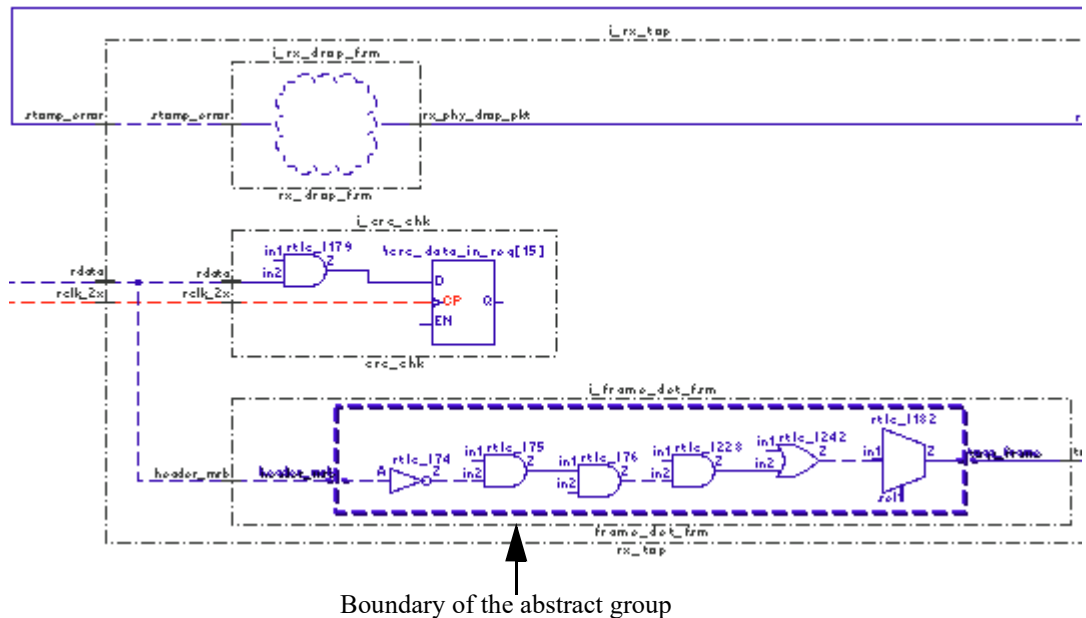 i_rx_top
i_rx_drop_fsm
stamp_error stamp_error rx_phy_drop_pkt r
rx_drop_fsm
i_crc_chk
in1 rtlc_I179 hcrc_data_in_reg[15]
Z
rdata rdata in2 D
rclk_2x rclk_2x CP Q
EN
crc_chk
i_frame_det_fsm
rtlc_I182
rtlc_I74 in1 rtlc_I75 rtlc_I76 in1 rtlc_I228 in1 rtlc_I242
header_mrb header_mrb A Z in2 Z in1 Z in2 Z in2 Z in1 Z
in2 sel
frame_det_fsm
rx_top
Boundary of the abstract group